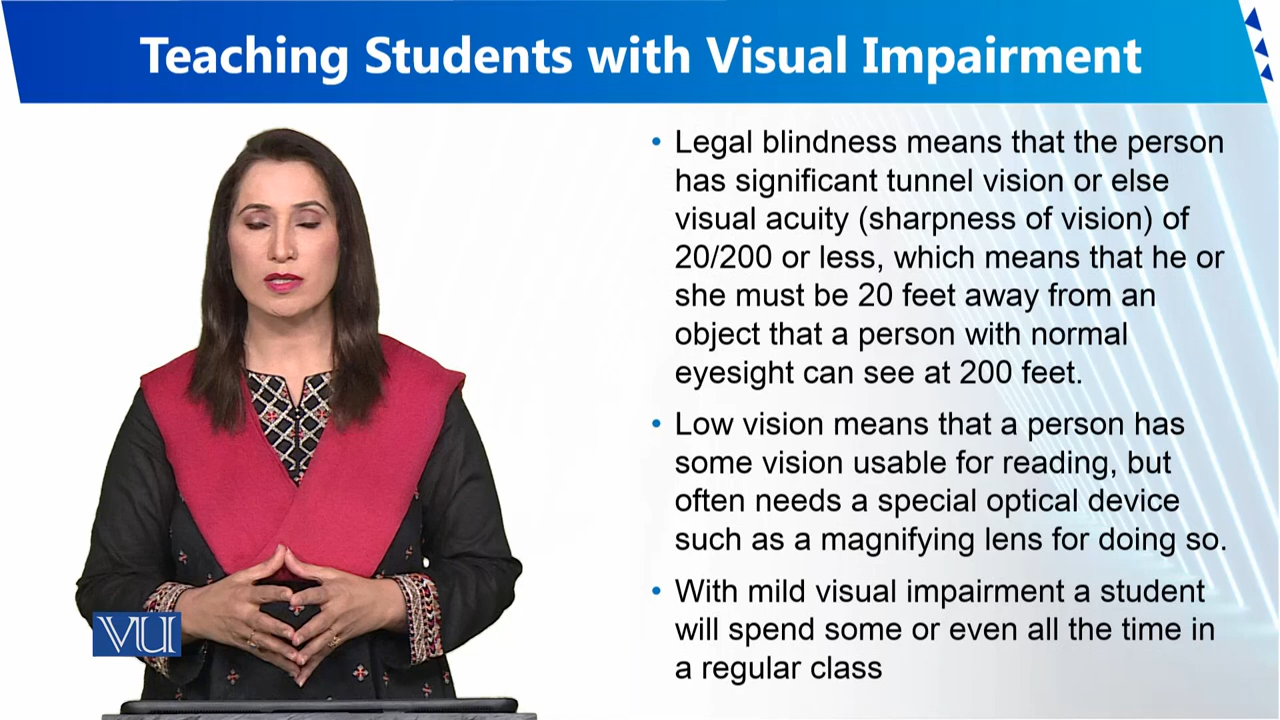 Teaching Students with Visual Impairment
• Legal blindness means that the person
has significant tunnel vision or else
visual acuity (sharpness of vision) of
20/200 or less, which means that he or
she must be 20 feet away from an
object that a person with normal
eyesight can see at 200 feet.
• Low vision means that a person has
some vision usable for reading, but
often needs a special optical device
such as a magnifying lens for doing so.
• With mild visual impairment a student
will spend some or even all the time in
a regular class
VU